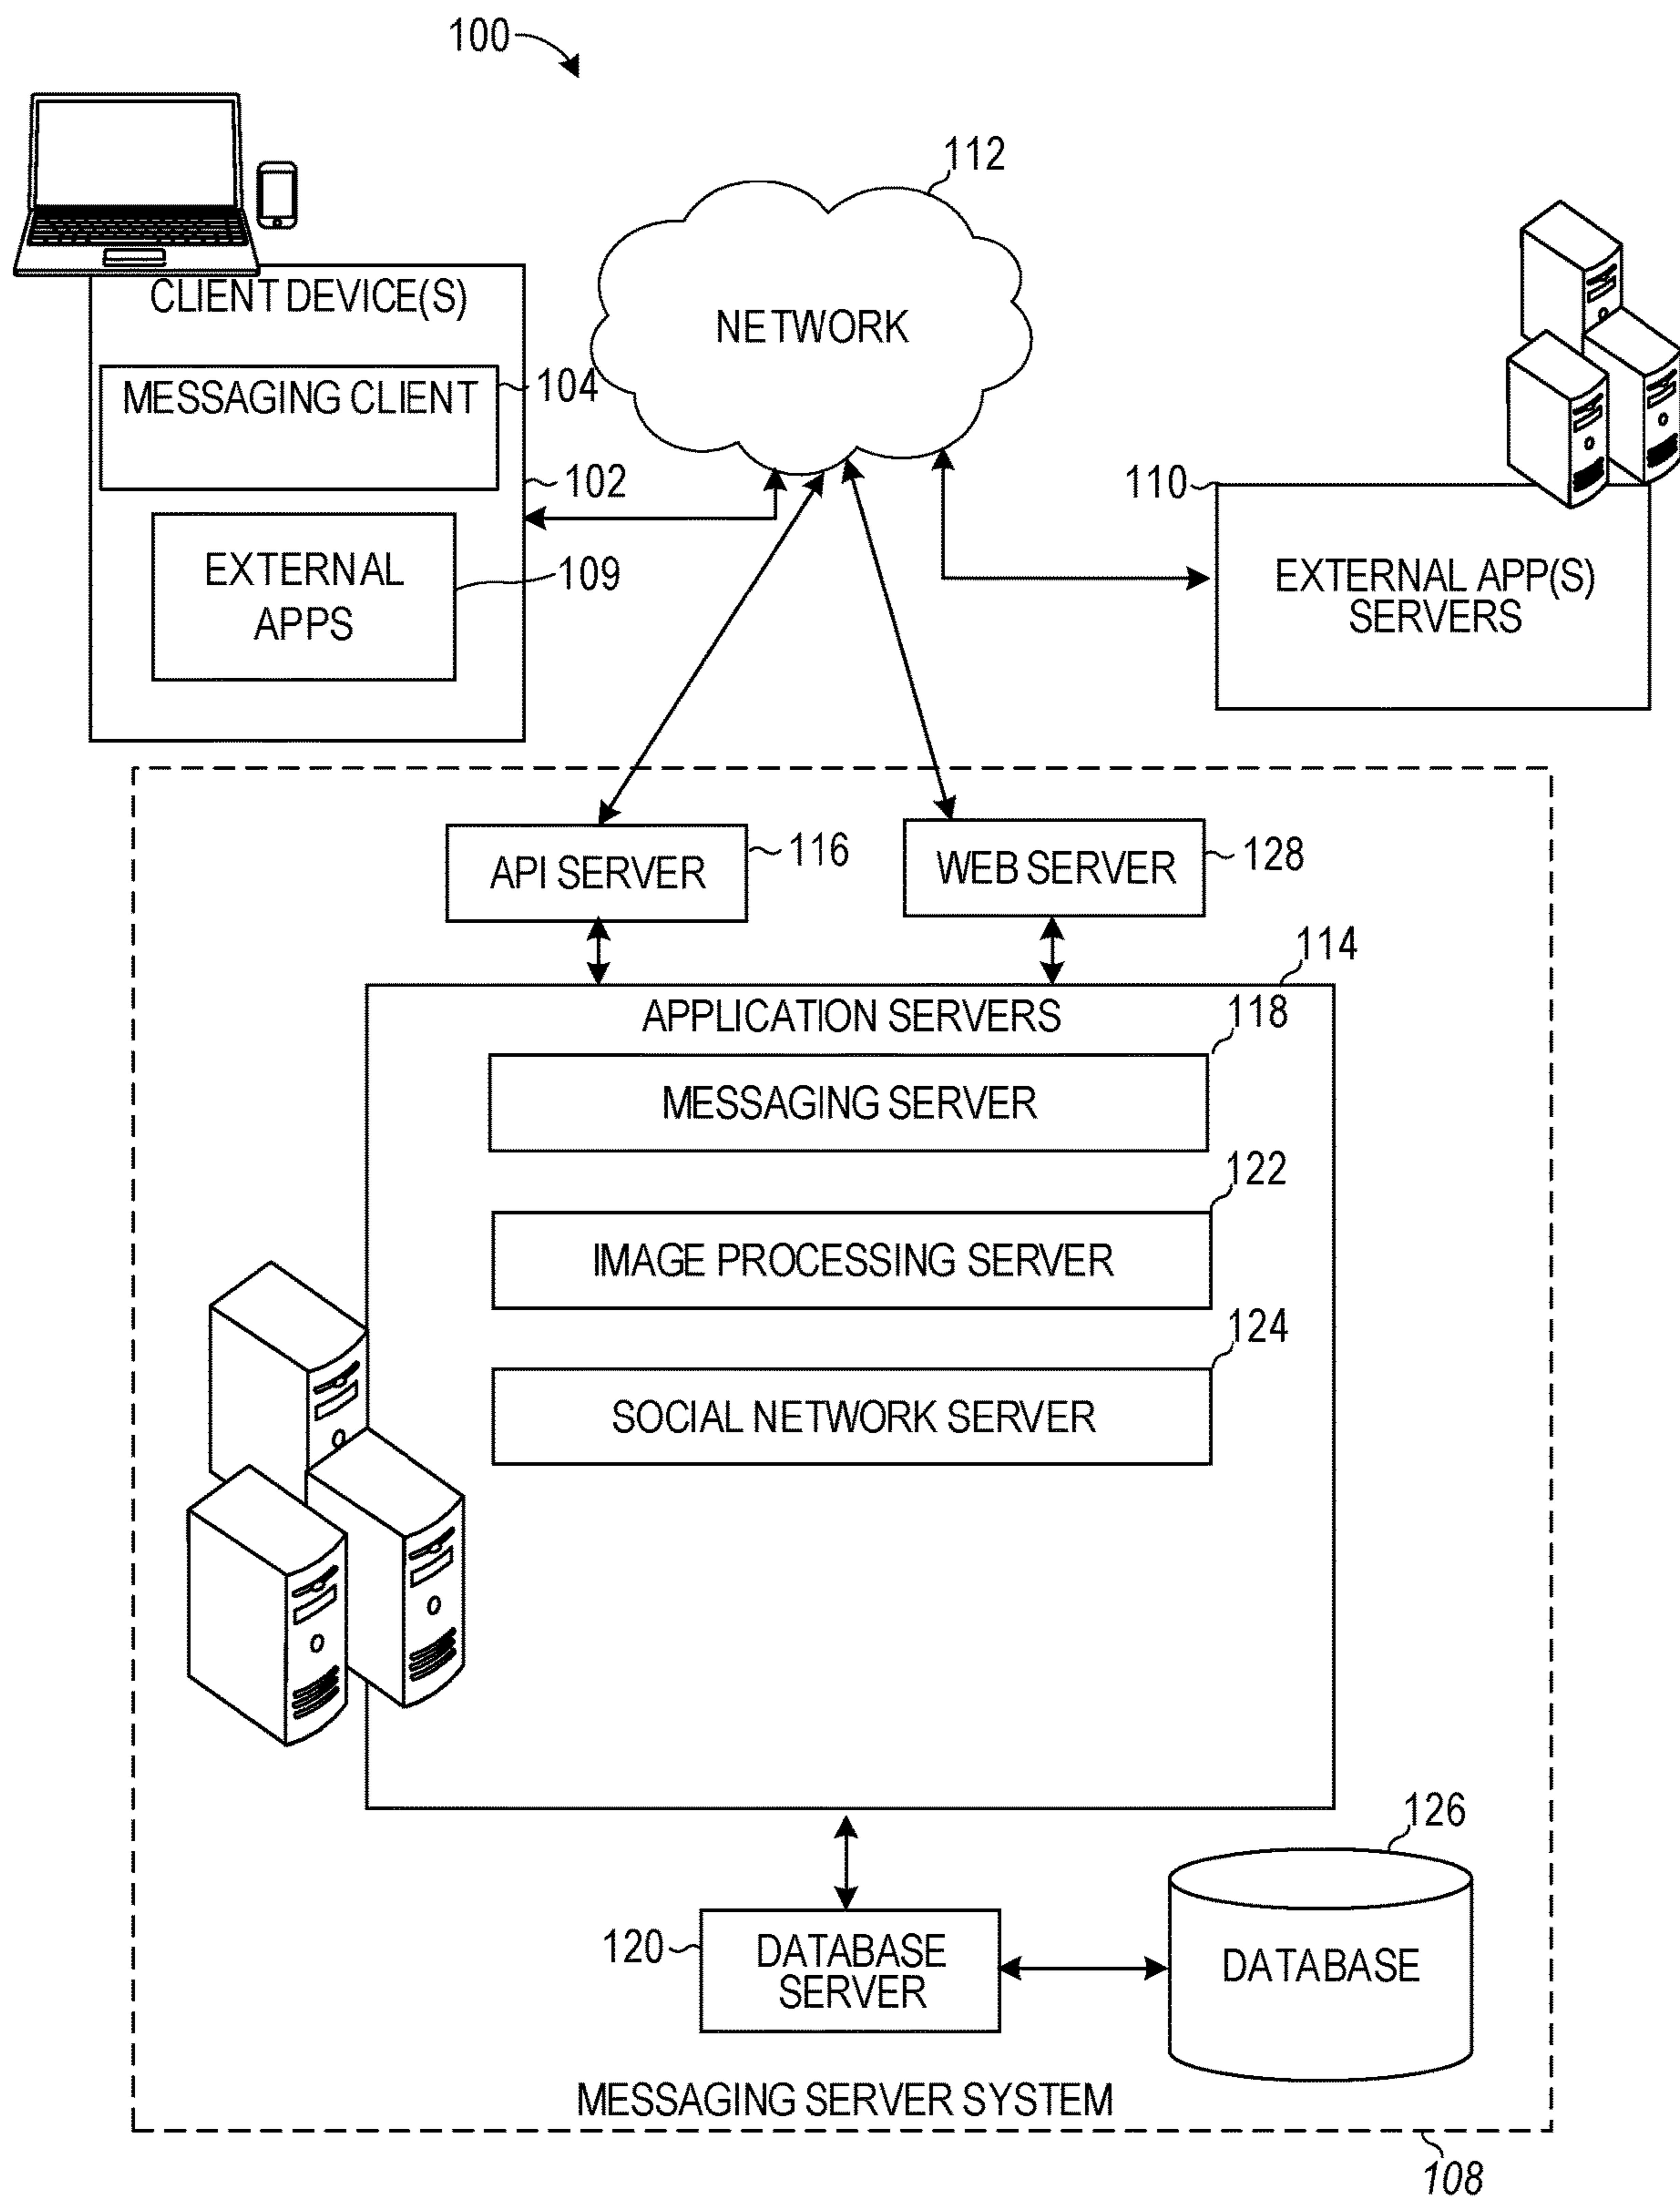 100
112
CLIENT DEVICE(S)
NETWORK
MESSAGING CLIENT
104
102
110
EXTERNAL
APPS
109
EXTERNAL APP(S)
SERVERS
API SERVER
116
WEB SERVER
128
114
APPLICATION SERVERS
118
MESSAGING SERVER
122
IMAGE PROCESSING SERVER
124
SOCIAL NETWORK SERVER
126
120
DATABASE
SERVER
DATABASE
MESSAGING SERVER SYSTEM
108